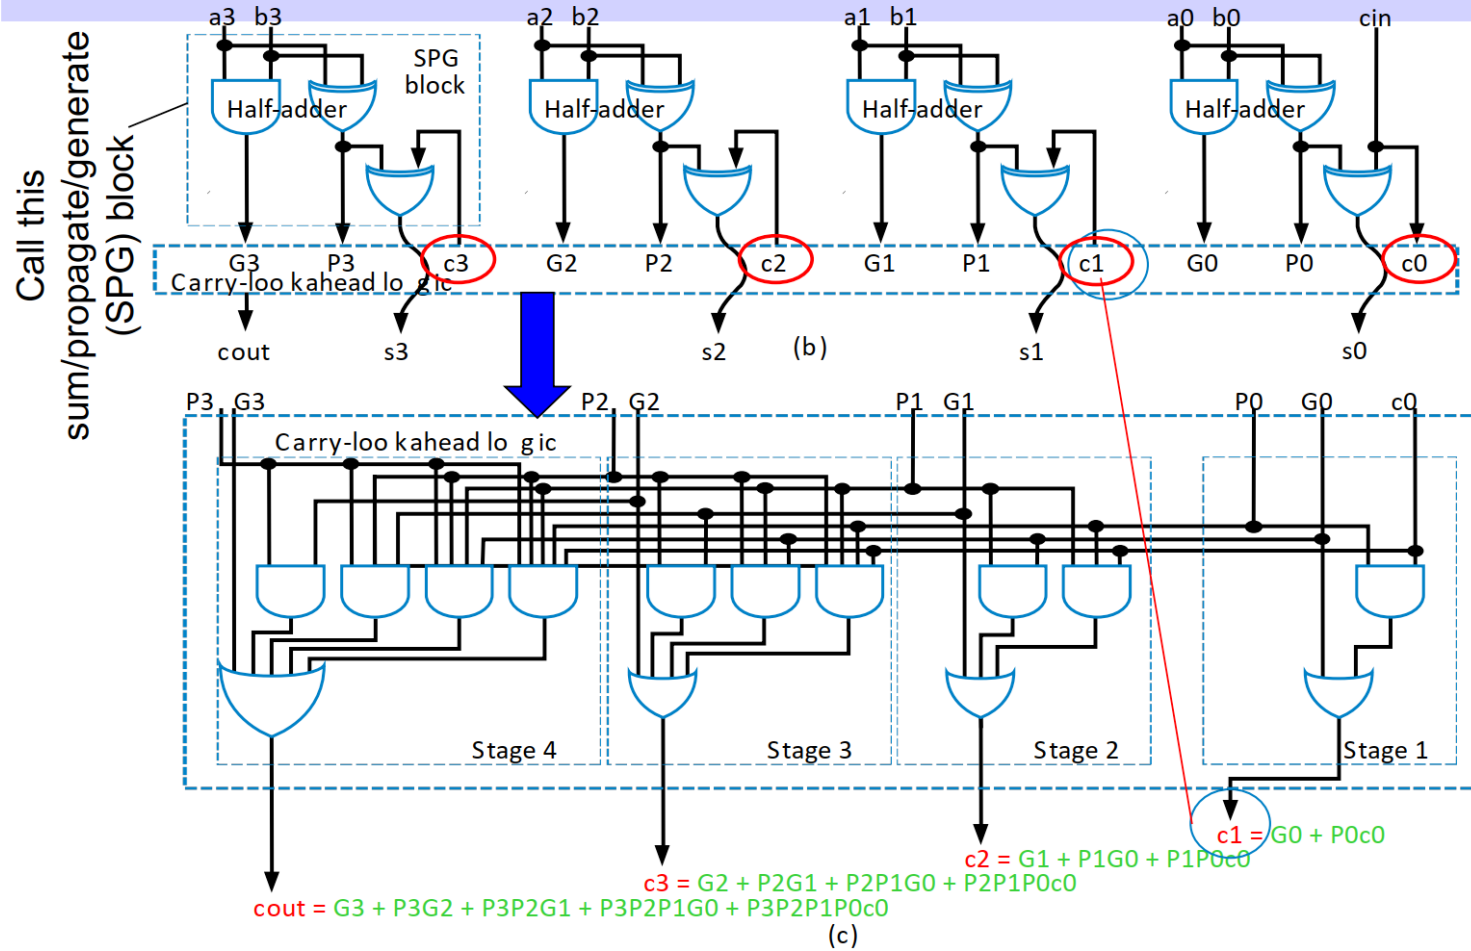 a3 b3 a2 b2 a1 b1 a0 b0 cin
Call this
sum/propagate/generate
(SPG) block
SPG
block
Half-adder Half-adder Half-adder Half-adder
G3 P3 c3 G2 P2 c2 G1 P1 c1 G0 P0 c0
Carry-loo kahead lo g ic
cout s3 s2 (b) s1 s0
P3 G3 P2 G2 P1 G1 P0 G0 c0
Carry-loo kahead lo g ic
Stage 4 Stage 3 Stage 2 Stage 1
c1 = G0 + P0c0
c2 = G1 + P1G0 + P1P0c0
c3 = G2 + P2G1 + P2P1G0 + P2P1P0c0
cout = G3 + P3G2 + P3P2G1 + P3P2P1G0 + P3P2P1P0c0
(c)